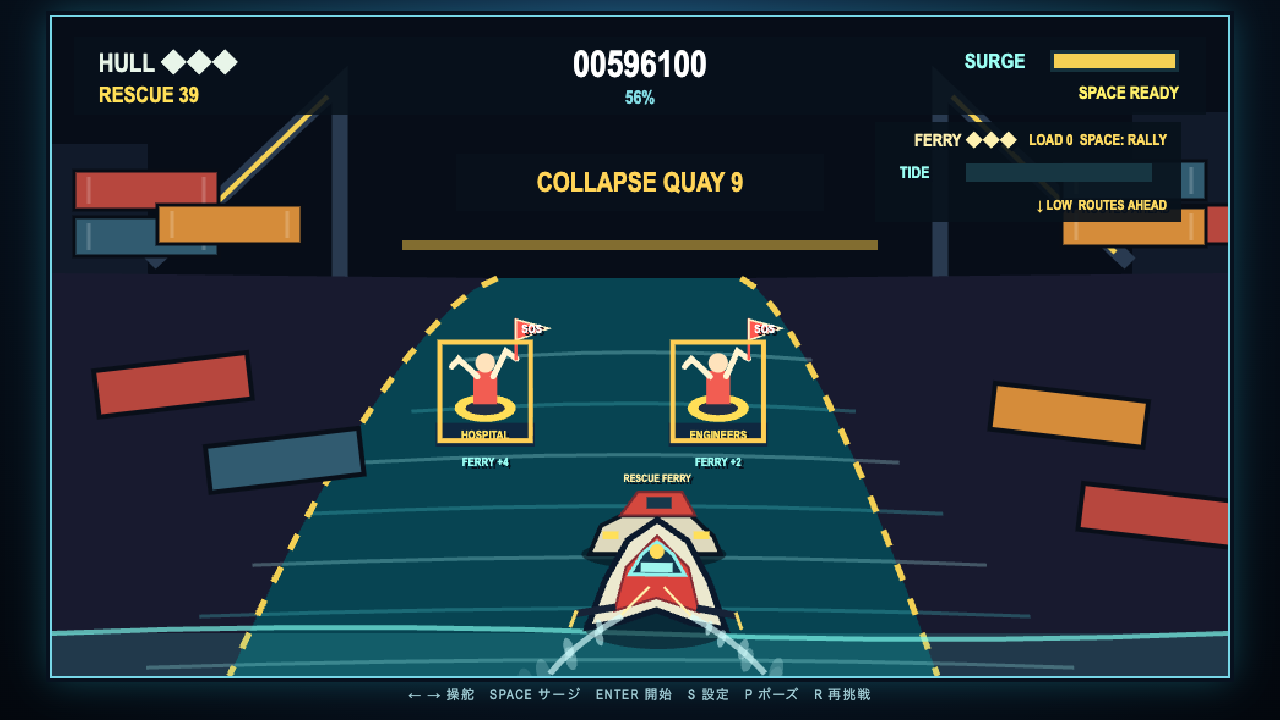 HULL
RESCUE 39
00596100
56%
SURGE
SPACE READY
FERRY LOAD 0 SPACE: RALLY
TIDE
↓ LOW ROUTES AHEAD
COLLAPSE QUAY 9
SOS
SOS
HOSPITAL
ENGINEERS
FERRY +4
FERRY +2
RESCUE FERRY
← → 操舵 SPACE サージ ENTER 開始 S 設定 P ポーズ R 再挑戦